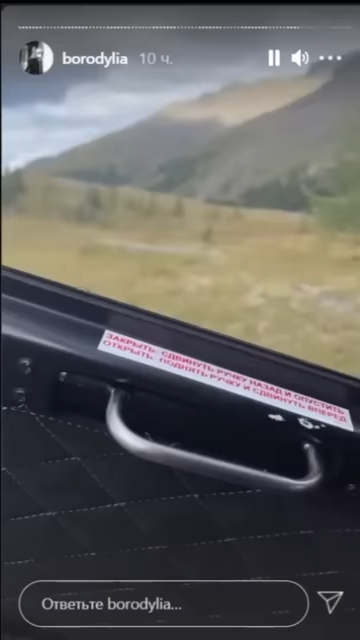 borodylia 10 ч.
ЗАКРЫТЬ: СДВИНУТЬ РУЧКУ НАЗАД И ОПУСТИТЬ
ОТКРЫТЬ: ПОДНЯТЬ РУЧКУ И СДВИНУТЬ ВПЕРЕД
Ответьте borodylia...